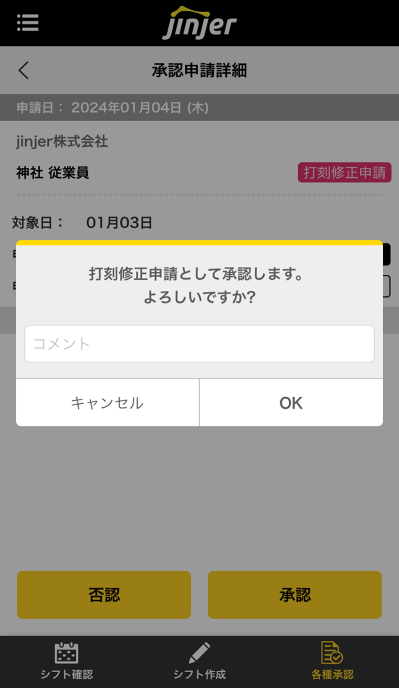 jinjer
承認申請詳細
申請日： 2024年01月04日 (木)
jinjer株式会社
神社 従業員
打刻修正申請
対象日： 01月03日
打刻修正申請として承認します。
よろしいですか?
コメント
キャンセル
OK
否認
承認
シフト確認
シフト作成
各種承認